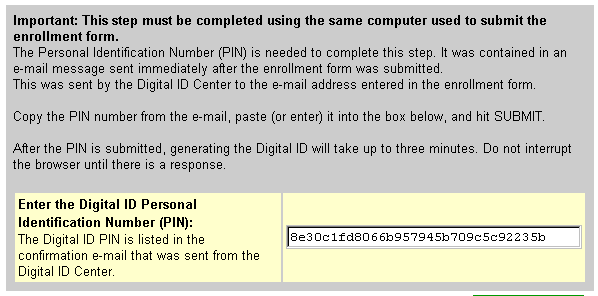 Important: This step must be completed using the same computer used to submit the
enrollment form.
The Personal Identification Number (PIN) is needed to complete this step. It was contained in an
e-mail message sent immediately after the enrollment form was submitted.
This was sent by the Digital ID Center to the e-mail address entered in the enrollment form.
Copy the PIN number from the e-mail, paste (or enter) it into the box below, and hit SUBMIT.
After the PIN is submitted, generating the Digital ID will take up to three minutes. Do not interrupt
the browser until there is a response.
Enter the Digital ID Personal
Identification Number (PIN):
The Digital ID PIN is listed in the
confirmation e-mail that was sent from the
Digital ID Center.
8e30c1fd8066b957945b709c5c92235b